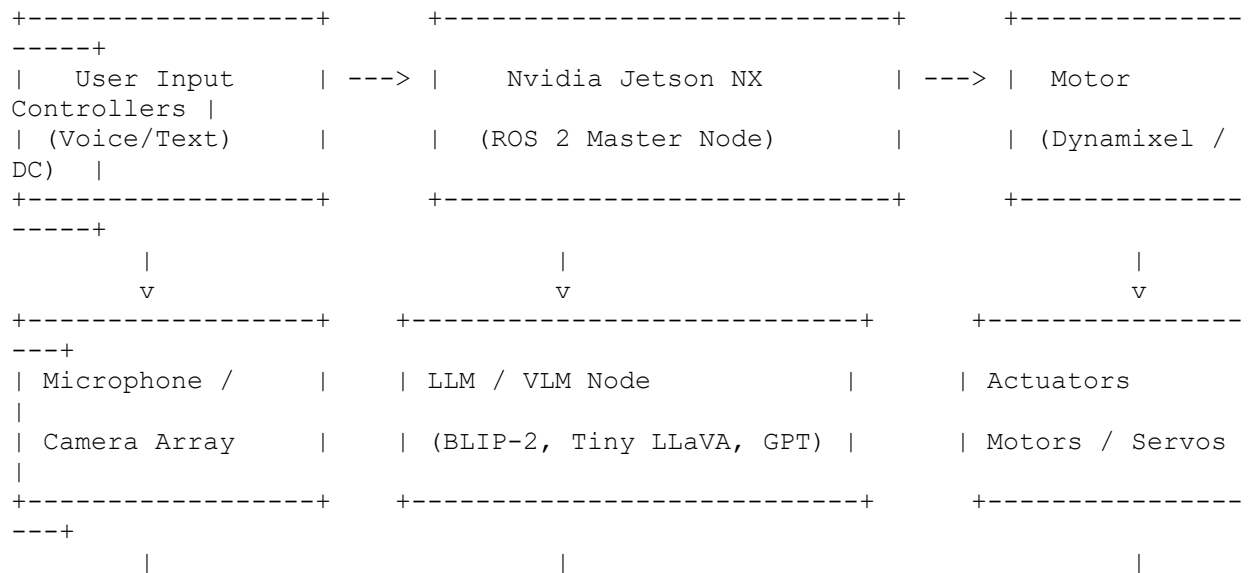 +------------------+ +----------------------------+ +--------------
-----+
| User Input | ---> | Nvidia Jetson NX | ---> | Motor
Controllers |
| (Voice/Text) | | (ROS 2 Master Node) | | (Dynamixel /
DC) |
+------------------+ +----------------------------+ +--------------
-----+
| | |
v v v
+------------------+ +----------------------------+ +----------------
---+
| Microphone / | | LLM / VLM Node | | Actuators
|
| Camera Array | | (BLIP-2, Tiny LLaVA, GPT) | | Motors / Servos
|
+------------------+ +----------------------------+ +----------------
---+
| | |